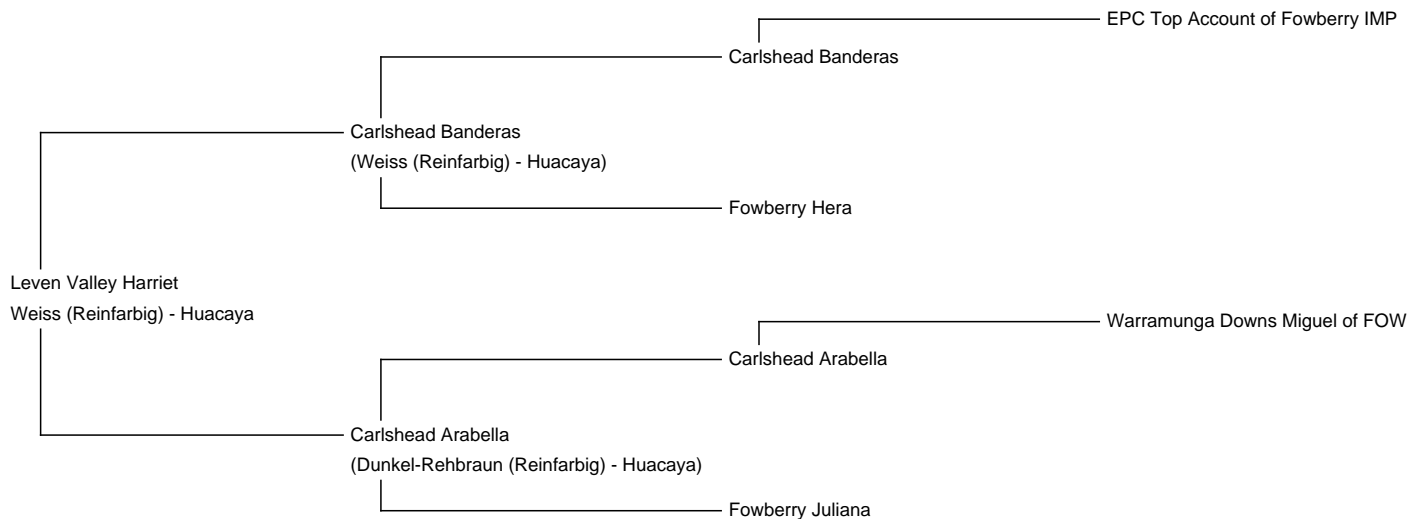 EPC Top Account of Fowberry IMP
Carlshead Banderas
Carlshead Banderas
(Weiss (Reinfarbig) - Huacaya)
Fowberry Hera
Leven Valley Harriet
Weiss (Reinfarbig) - Huacaya
Warramunga Downs Miguel of FOW
Carlshead Arabella
Carlshead Arabella
(Dunkel-Rehbraun (Reinfarbig) - Huacaya)
Fowberry Juliana